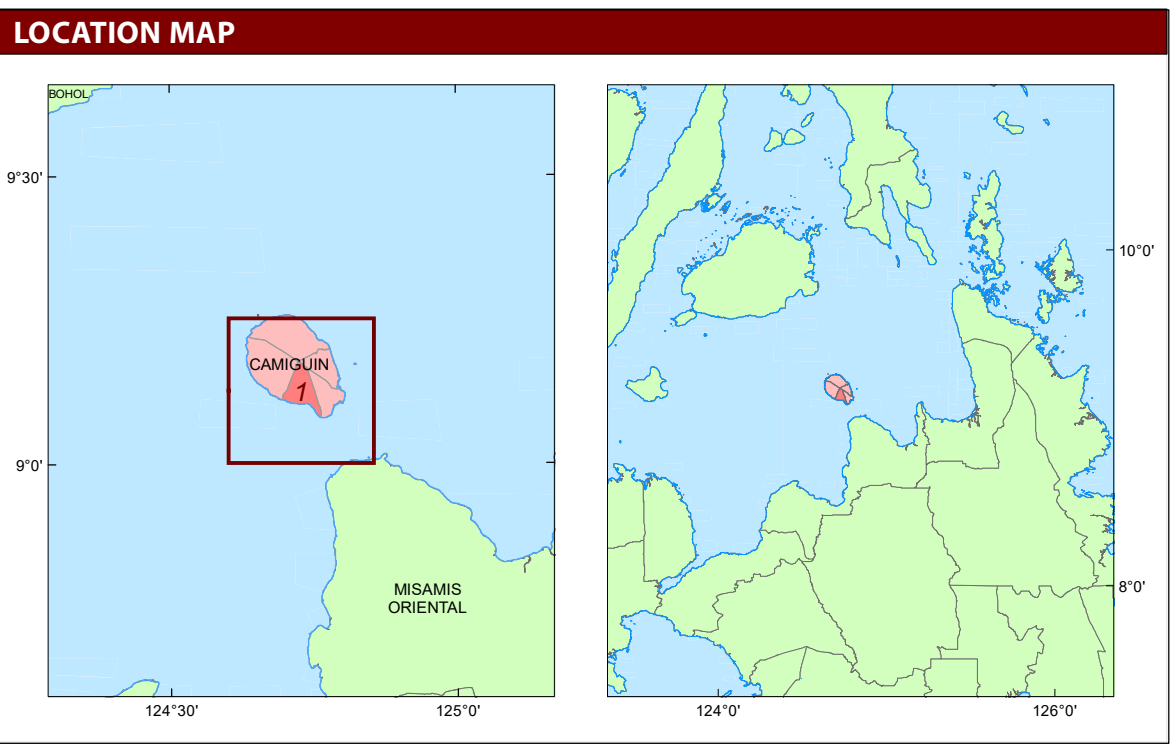 LOCATION MAP
BOHOL
9°30'
CAMIGUIN
1
9°0'
MISAMIS
ORIENTAL
124°30'
125°0'
10°0'
8°0'
124°0'
126°0'